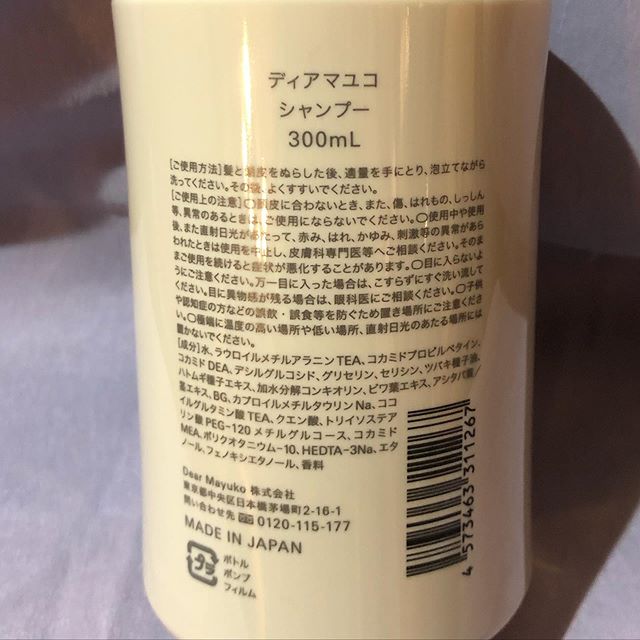 ディアマユコ
シャンプー
300mL
[ご使用方法]髪と頭皮をぬらした後、適量を手にとり、泡立てながら
洗ってください。その後、よくすすいでください。
[ご使用上の注意]〇頭皮に合わないとき、また、傷、はれもの、しっしん
等、異常のあるときは、ご使用にならないでください。〇使用中や使用
後、また直射日光があたって、赤み、はれ、かゆみ、刺激等の異常があら
われたときは使用を中止し、皮膚科専門医等へご相談ください。そのま
まご使用を続けると症状が悪化することがあります。〇目に入らないよ
うにご注意ください。万一目に入った場合は、こすらずにすぐ洗い流して
ください。目に異物感が残る場合は、眼科医にご相談ください。〇子供
や認知症の方などの誤飲・誤食等を防ぐため置き場所にご注意くださ
い。〇極端に温度の高い場所や低い場所、直射日光のあたる場所には
置かないでください。
[成分]水、ラウロイルメチルアラニンTEA、コカミドプロピルベタイン、
コカミドDEA、デシルグルコシド、グリセリン、セリシン、ツバキ種子油、
ハトムギ種子エキス、加水分解コンキオリン、ビワ葉エキス、アシタバ葉/
茎エキス、BG、カプロイルメチルタウリンNa、ココ
イルグルタミン酸TEA、クエン酸、トリイソステア
リン酸PEG-120メチルグルコース、コカミド
MEA、ポリクオタニウム-10、HEDTA-3Na、エタ
ノール、フェノキシエタノール、香料
Dear Mayuko 株式会社
東京都中央区日本橋茅場町2-16-1
問い合わせ先 0120-115-177
MADE IN JAPAN
プラ
ボトル
ポンプ
フィルム
4 573463 311267